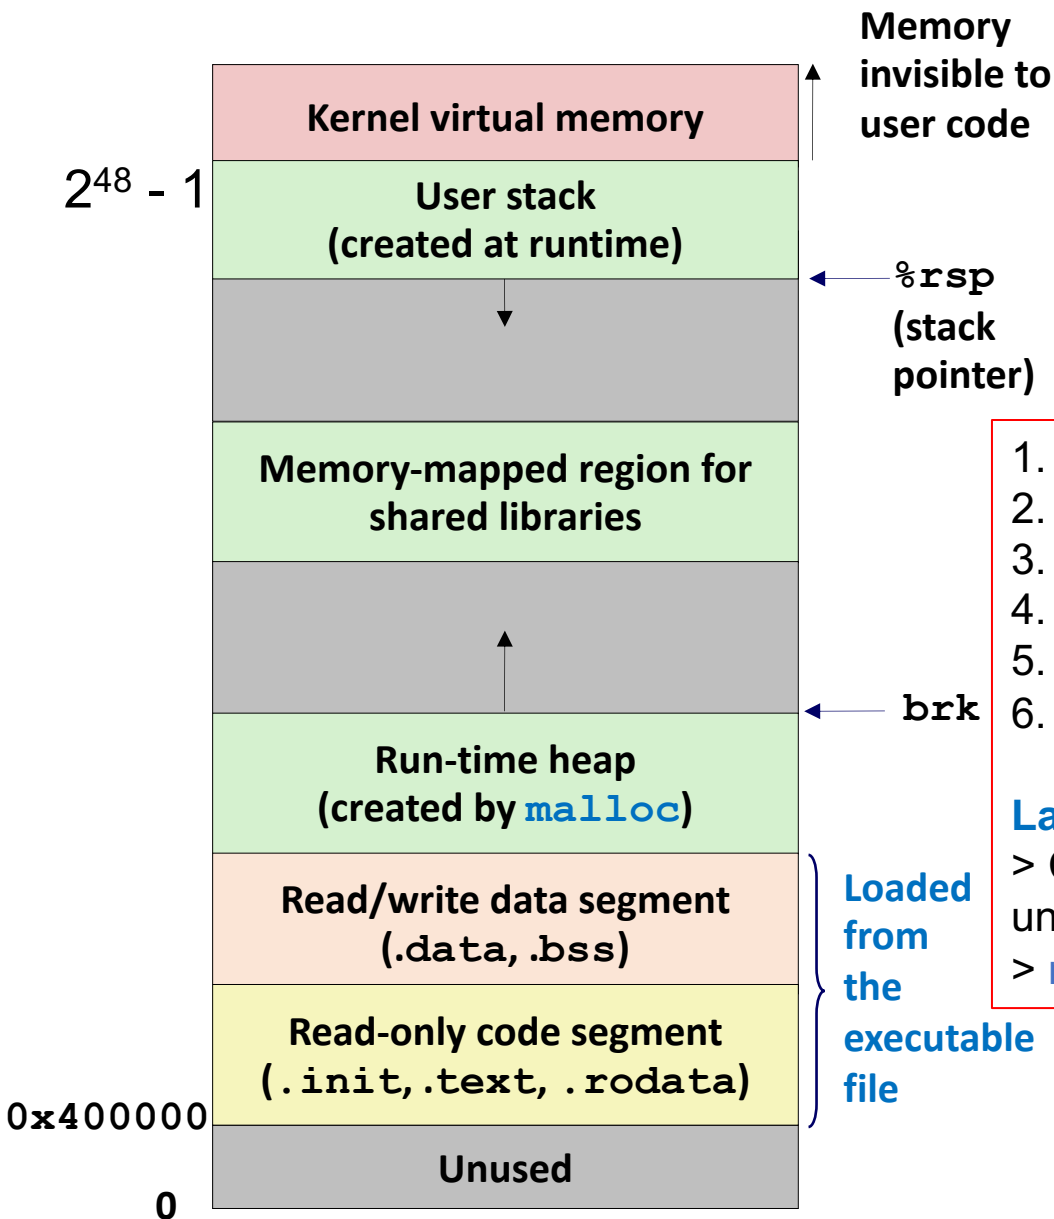 Memory
invisible to
user code
Kernel virtual memory
2⁴⁸ - 1
User stack
(created at runtime)
%rsp
(stack
pointer)
Memory-mapped region for
shared libraries
1.
2.
3.
4.
5.
6.
brk
Run-time heap
(created by malloc)
La
>
un
>
Read/write data segment
(.data, .bss)
Loaded
from
the
executable
file
Read-only code segment
(.init, .text, .rodata)
0x400000
Unused
0